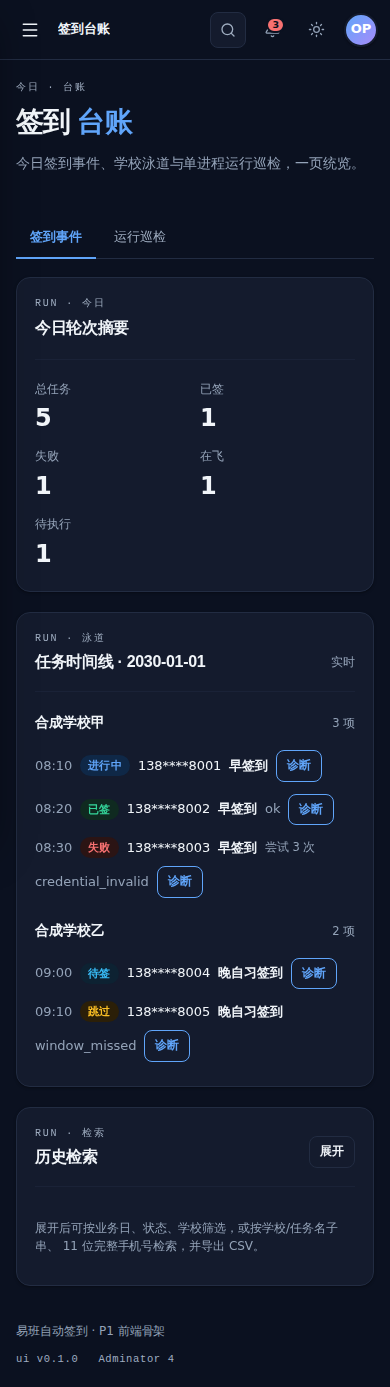 签到台账
3
OP
今日 · 台账
签到 台账
今日签到事件、学校泳道与单进程运行巡检，一页统览。
签到事件 运行巡检
RUN · 今日
今日轮次摘要
总任务 已签
5 1
失败 在飞
1 1
待执行
1
RUN · 泳道
任务时间线 · 2030-01-01 实时
合成学校甲 3 项
08:10 进行中 138****8001 早签到 诊断
08:20 已签 138****8002 早签到 ok 诊断
08:30 失败 138****8003 早签到 尝试 3 次
credential_invalid 诊断
合成学校乙 2 项
09:00 待签 138****8004 晚自习签到 诊断
09:10 跳过 138****8005 晚自习签到
window_missed 诊断
RUN · 检索
历史检索 展开
展开后可按业务日、状态、学校筛选，或按学校/任务名子
串、 11 位完整手机号检索，并导出 CSV。
易班自动签到 · P1 前端骨架
ui v0.1.0 Adminator 4